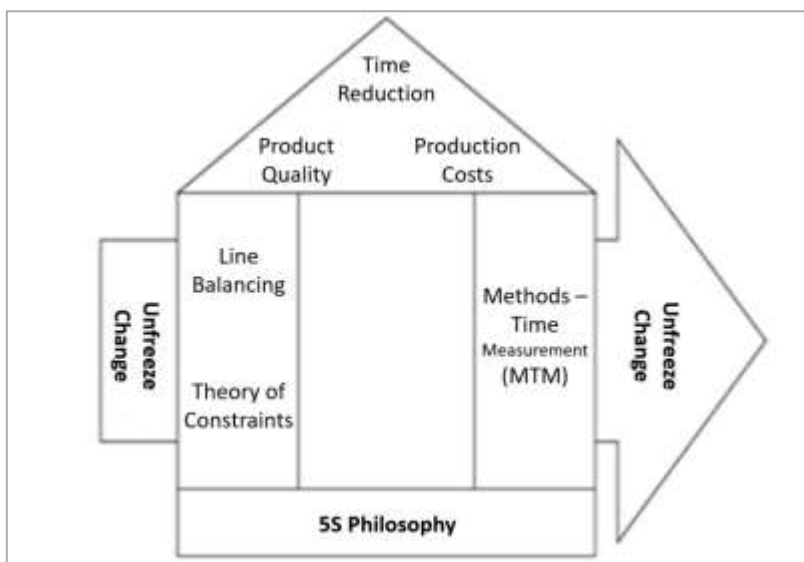 Time
Reduction
Product
Quality
Production
Costs
Line
Balancing
Theory of
Constraints
Methods –
Time
Measurement
(MTM)
Unfreeze
Change
Unfreeze
Change
5S Philosophy